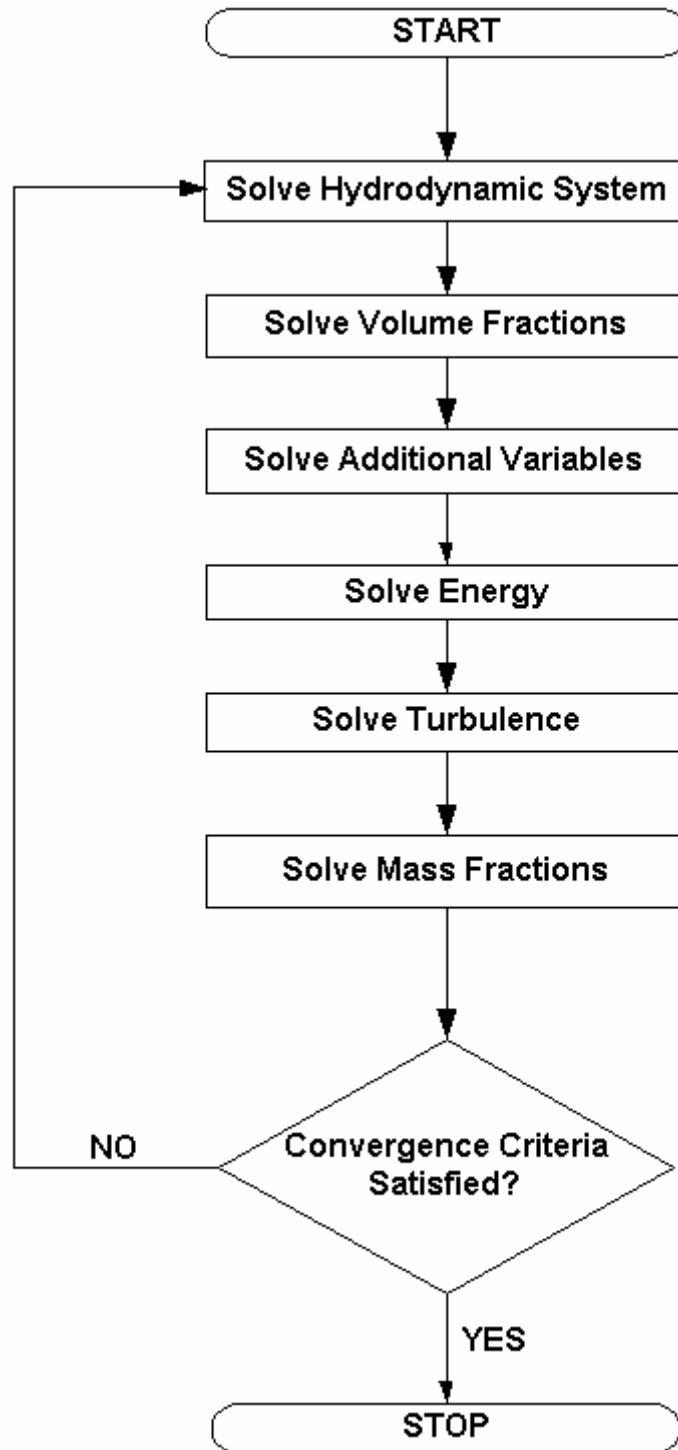 START
Solve Hydrodynamic System
Solve Volume Fractions
Solve Additional Variables
Solve Energy
Solve Turbulence
Solve Mass Fractions
Convergence Criteria
Satisfied?
NO
YES
STOP